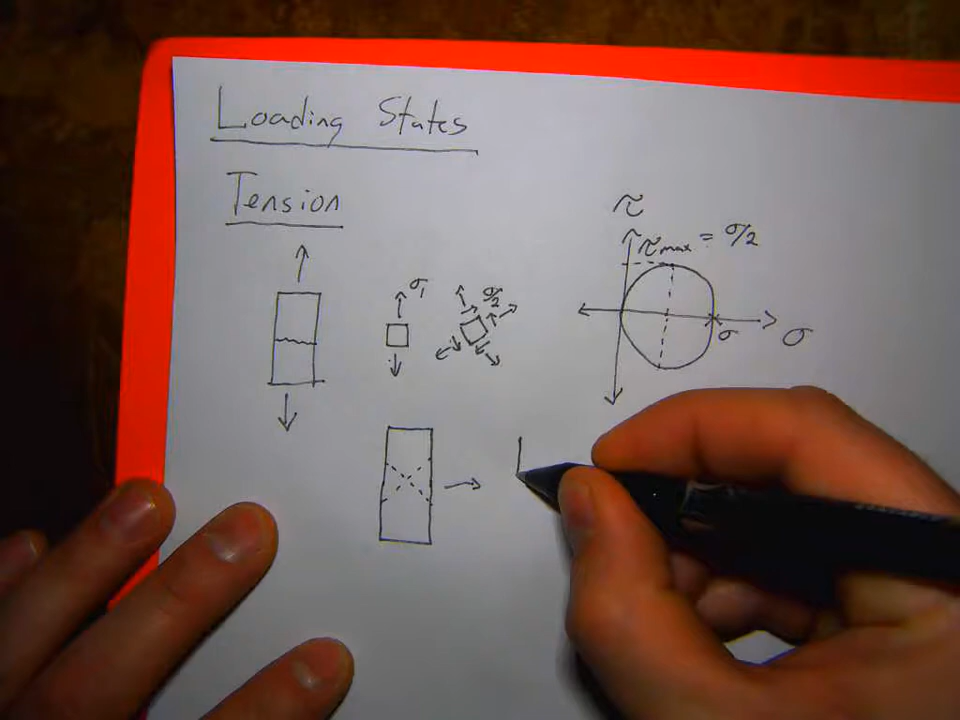 Loading States
Tension
τ
τmax = σ/2
σ1
σ/2
σ
σ